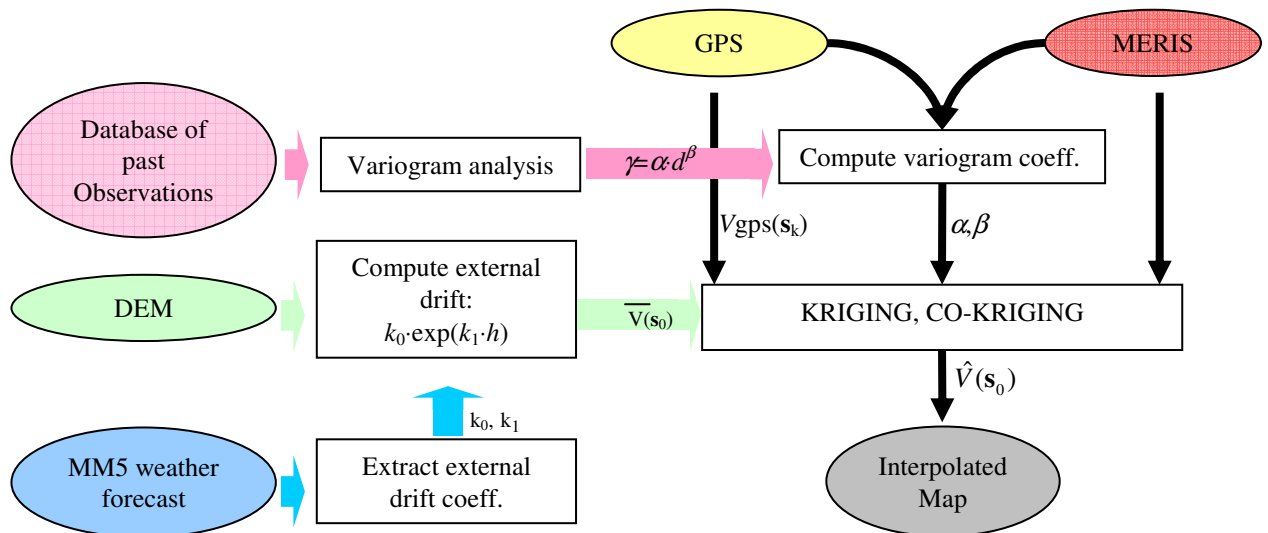 GPS
MERIS
Database of
past
Observations
Variogram analysis
γ=α·d^β
Compute variogram coeff.
Vgps(s_k)
α,β
DEM
Compute external
drift:
k₀·exp(k₁·h)
V̅(s₀)
KRIGING, CO-KRIGING
V̂(s₀)
k₀, k₁
MM5 weather
forecast
Extract external
drift coeff.
Interpolated
Map